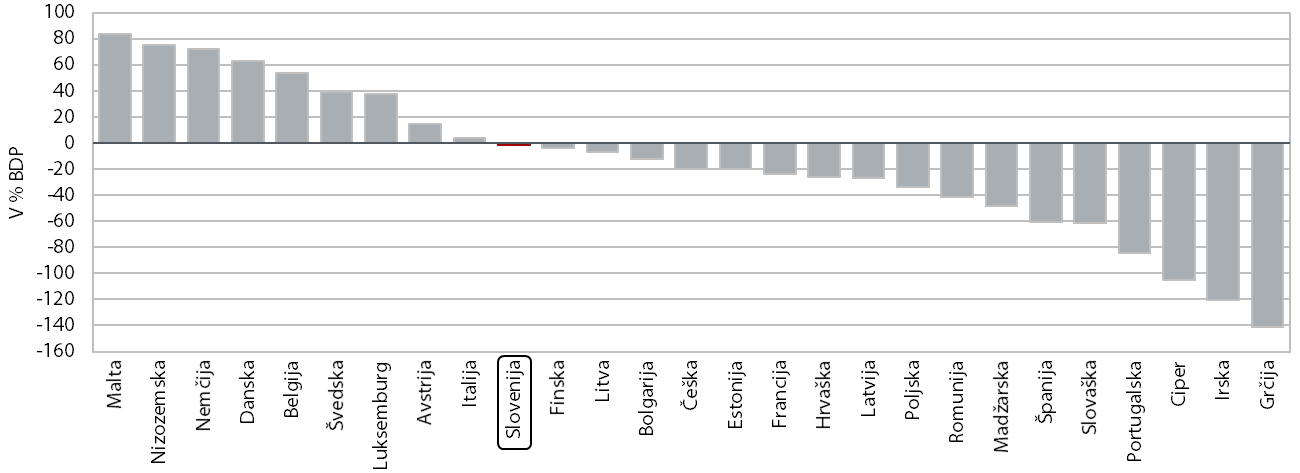 100
80
60
40
20
0
-20
-40
-60
-80
-100
-120
-140
-160
V % BDP
Malta
Nizozemska
Nemčija
Danska
Belgija
Švedska
Luksemburg
Avstrija
Italija
Slovenija
Finska
Litva
Bolgarija
Češka
Estonija
Francija
Hrvaška
Latvija
Poljska
Romunija
Madžarska
Španija
Slovaška
Portugalska
Ciper
Irska
Grčija